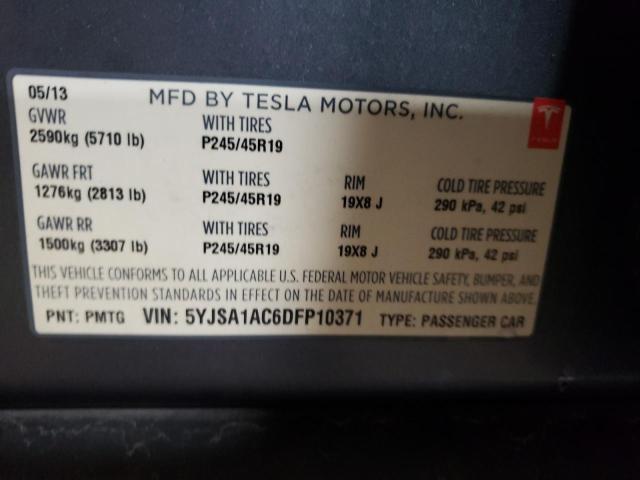 05/13 MFD BY TESLA MOTORS, INC.
GVWR WITH TIRES
2590kg (5710 lb) P245/45R19
GAWR FRT WITH TIRES RIM COLD TIRE PRESSURE
1276kg (2813 lb) P245/45R19 19X8 J 290 kPa, 42 psi
GAWR RR WITH TIRES RIM COLD TIRE PRESSURE
1500kg (3307 lb) P245/45R19 19X8 J 290 kPa, 42 psi
THIS VEHICLE CONFORMS TO ALL APPLICABLE U.S. FEDERAL MOTOR VEHICLE SAFETY, BUMPER, AND
THEFT PREVENTION STANDARDS IN EFFECT ON THE DATE OF MANUFACTURE SHOWN ABOVE.
PNT: PMTG VIN: 5YJSA1AC6DFP10371 TYPE: PASSENGER CAR
TESLA